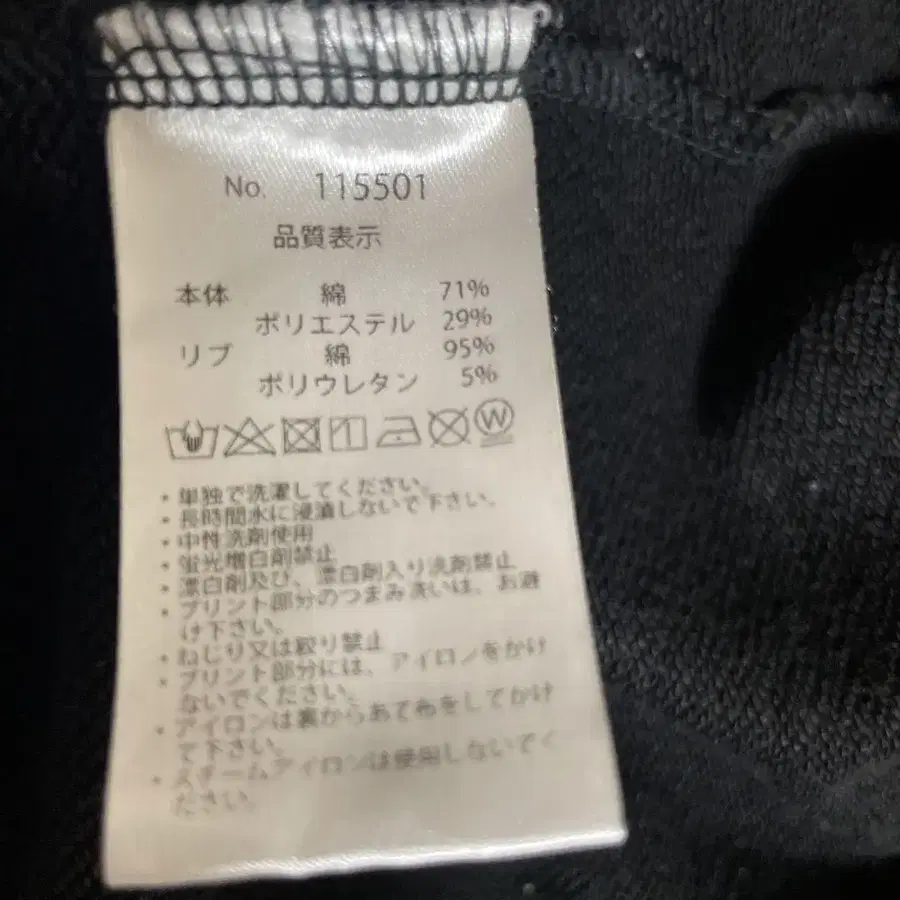 No. 115501
品質表示
本体 綿 71%
ポリエステル 29%
リブ 綿 95%
ポリウレタン 5%
W
・単独で洗濯してください。
・長時間水に浸漬しないで下さい。
・中性洗剤使用
・蛍光増白剤禁止
・漂白剤及び、漂白剤入り洗剤禁止
・プリント部分のつまみ洗いは、お避
け下さい。
・ねじり又は絞り禁止
・プリント部分には、アイロンをかけ
ないでください。
・アイロンは裏からあて布をしてかけ
て下さい。
・スチームアイロンは使用しないでく
ださい。